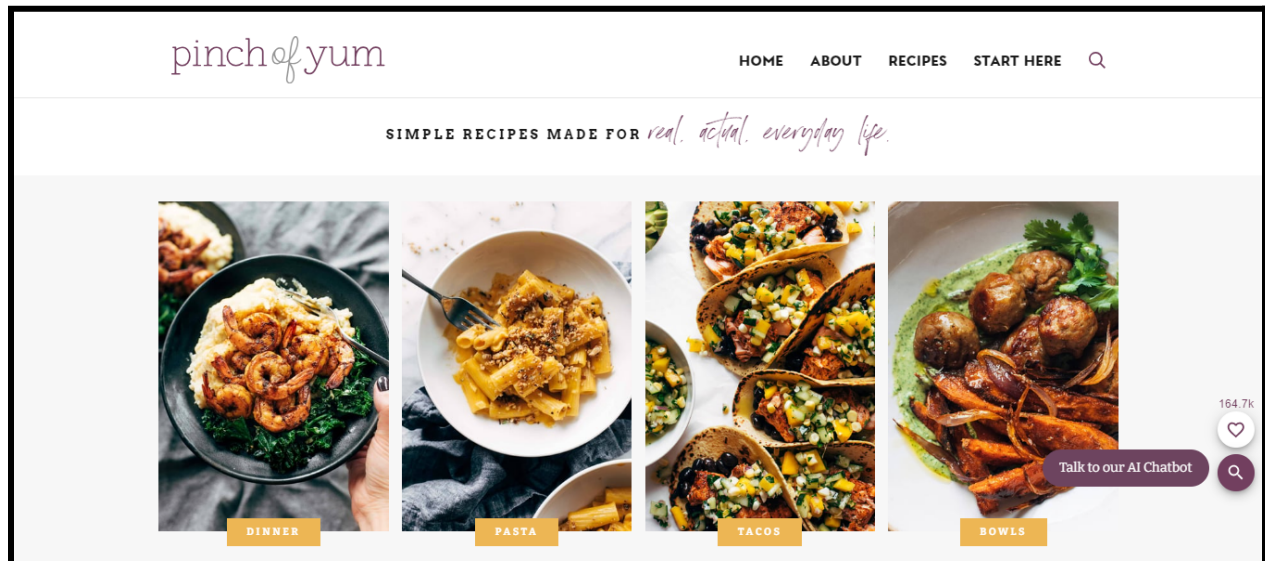 pinch of yum
HOME ABOUT RECIPES START HERE
SIMPLE RECIPES MADE FOR real. actual. everyday life.
164.7k
Talk to our AI Chatbot
DINNER PASTA TACOS BOWLS